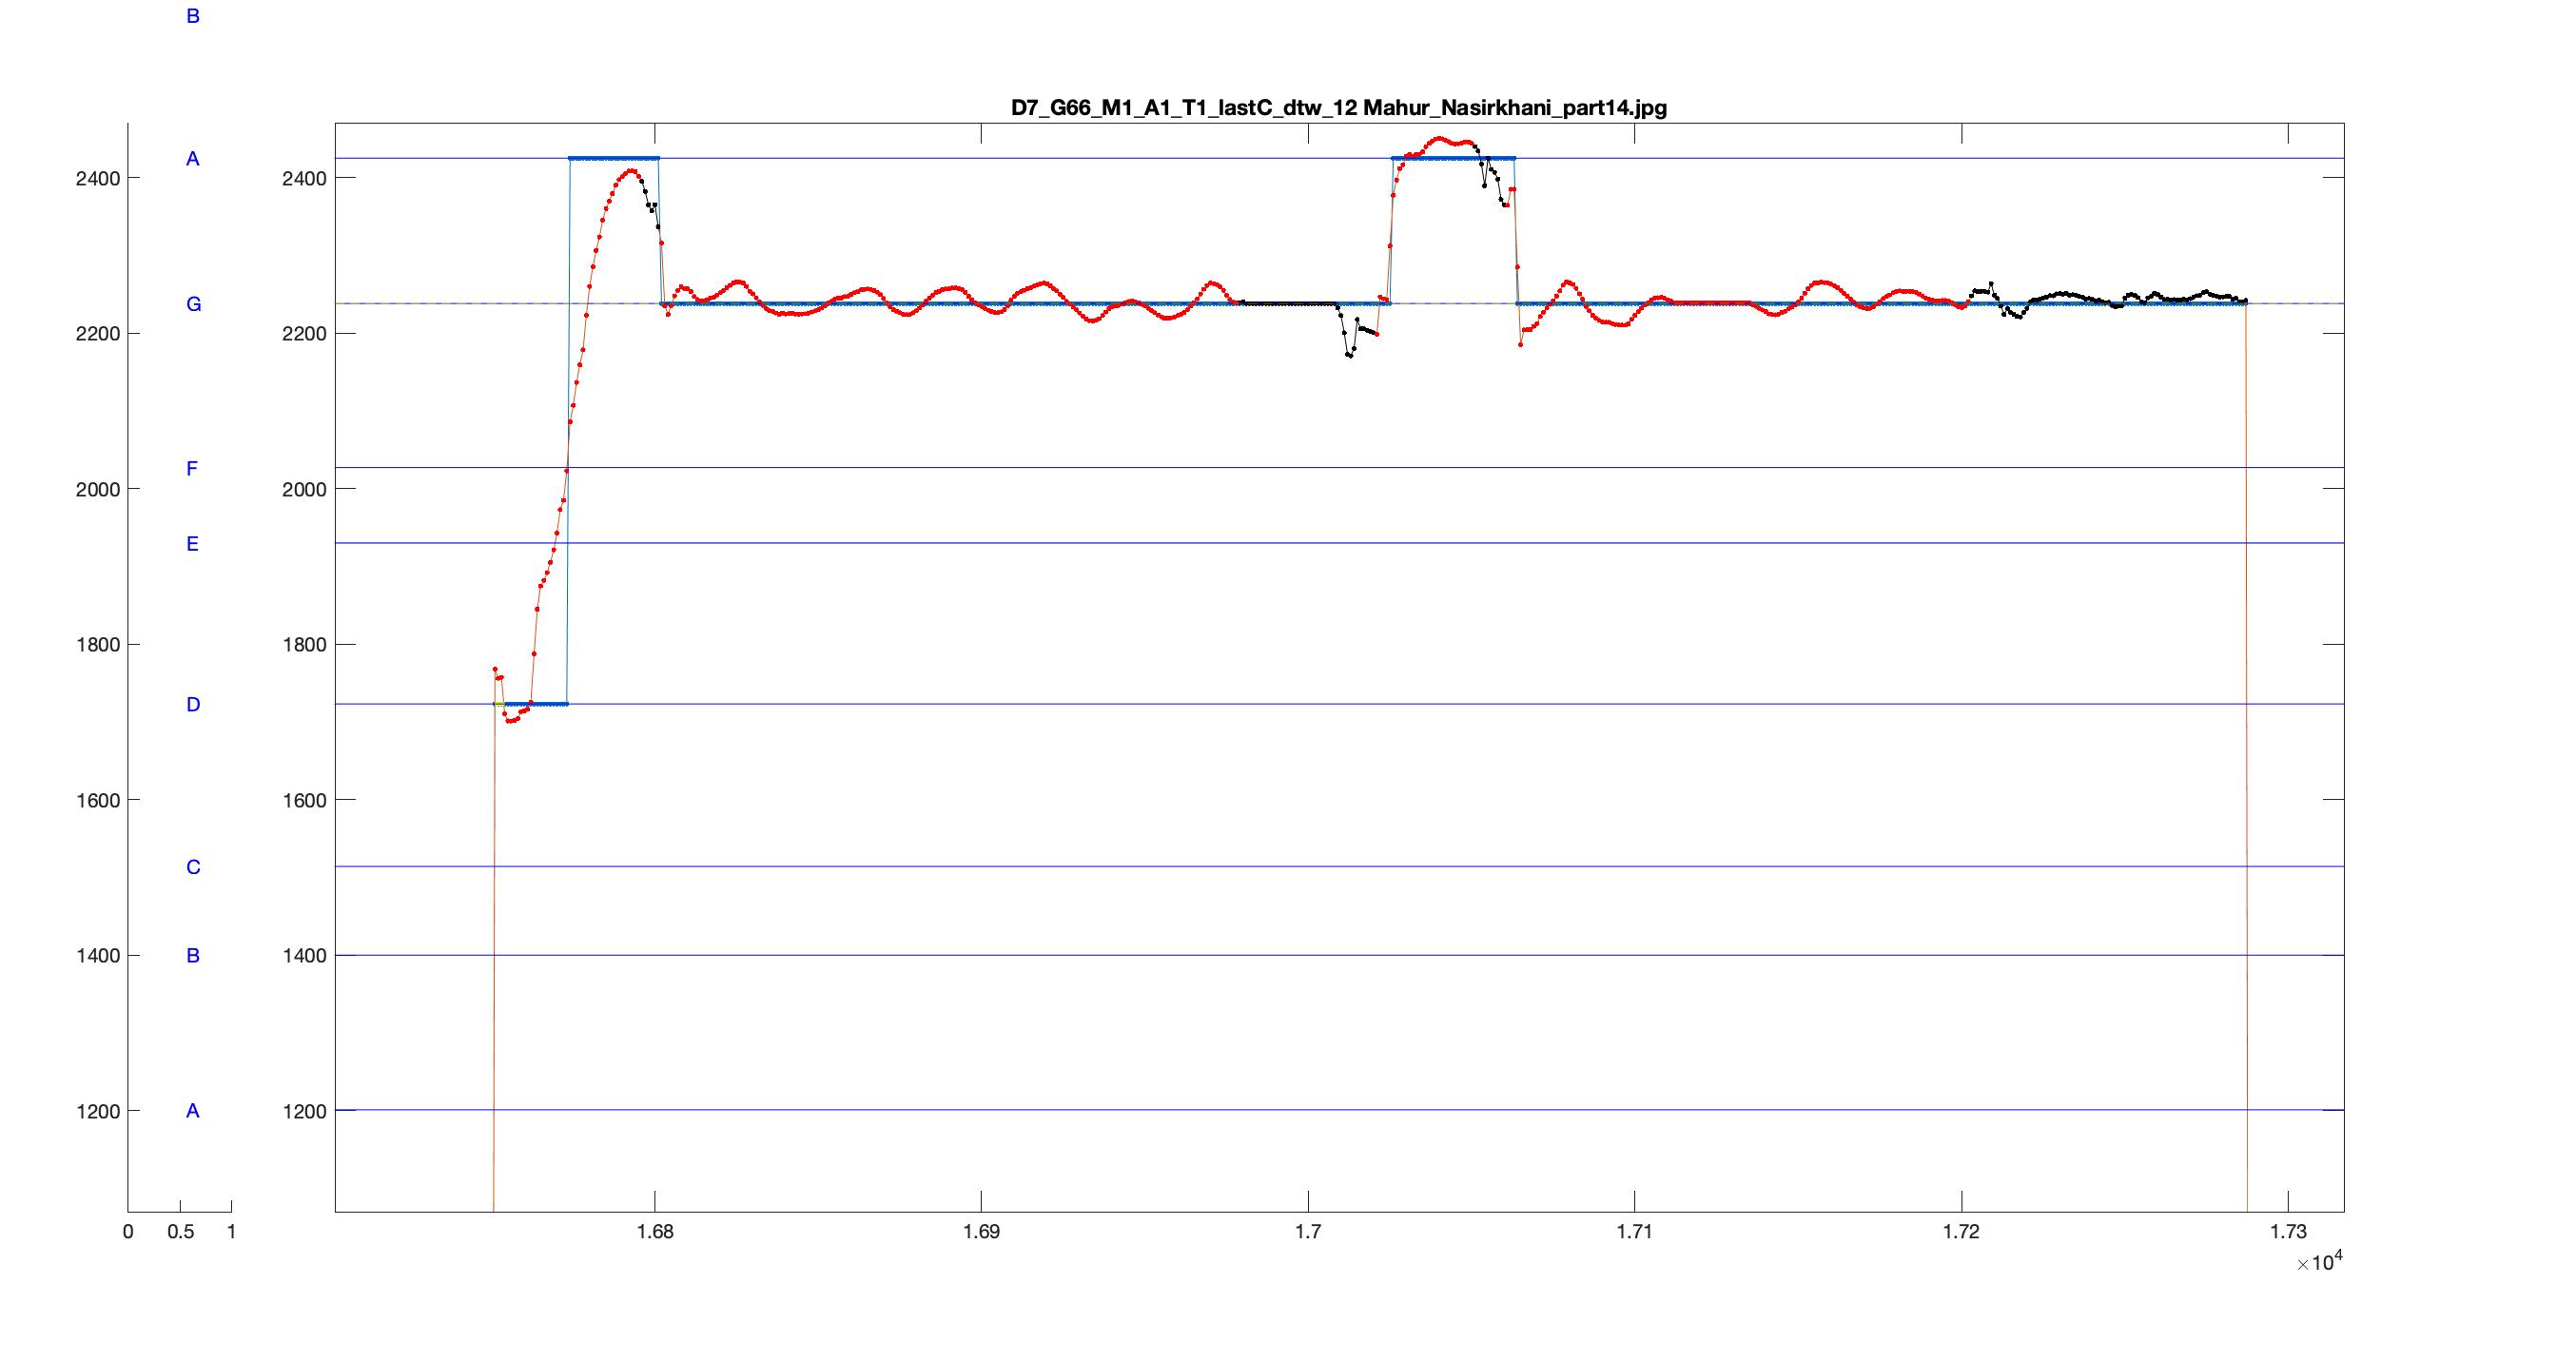 B
D7_G66_M1_A1_T1_lastC_dtw_12 Mahur_Nasirkhani_part14.jpg
A
2400 2400
G
2200 2200
F
2000 2000
E
1800 1800
D
1600 1600
C
1400 B 1400
1200 A 1200
0 0.5 1 1.68 1.69 1.7 1.71 1.72 1.73
×10⁴